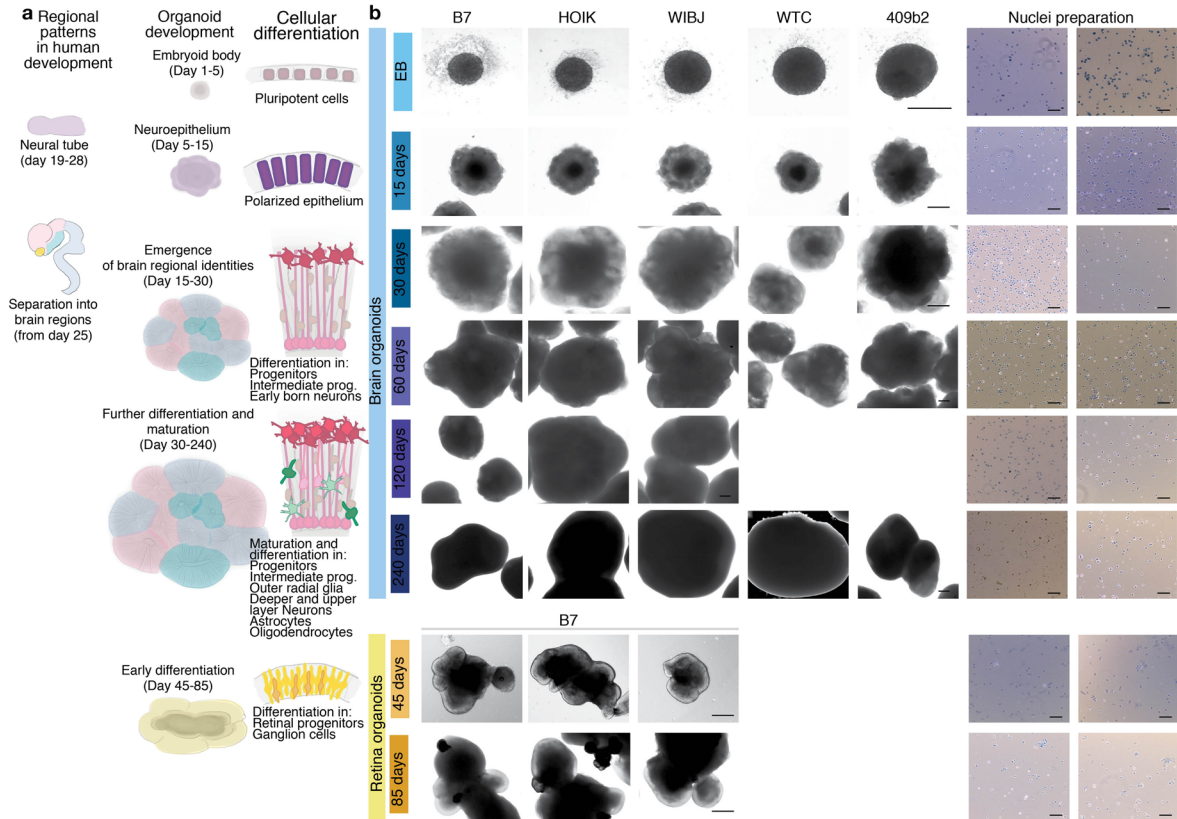 a
Regional
patterns
in human
development
Organoid
development
Cellular
differentiation
Embryoid body
(Day 1-5)
Pluripotent cells
Neural tube
(day 19-28)
Neuroepithelium
(Day 5-15)
Polarized epithelium
Separation into
brain regions
(from day 25)
Emergence
of brain regional identities
(Day 15-30)
Differentiation in:
Progenitors
Intermediate prog.
Early born neurons
Further differentiation and
maturation
(Day 30-240)
Maturation and
differentiation in:
Progenitors
Intermediate prog.
Outer radial glia
Deeper and upper
layer Neurons
Astrocytes
Oligodendrocytes
Early differentiation
(Day 45-85)
Differentiation in:
Retinal progenitors
Ganglion cells
b
B7
HOIK
WIBJ
WTC
409b2
Nuclei preparation
Brain organoids
EB
15 days
30 days
60 days
120 days
240 days
B7
Retina organoids
45 days
85 days